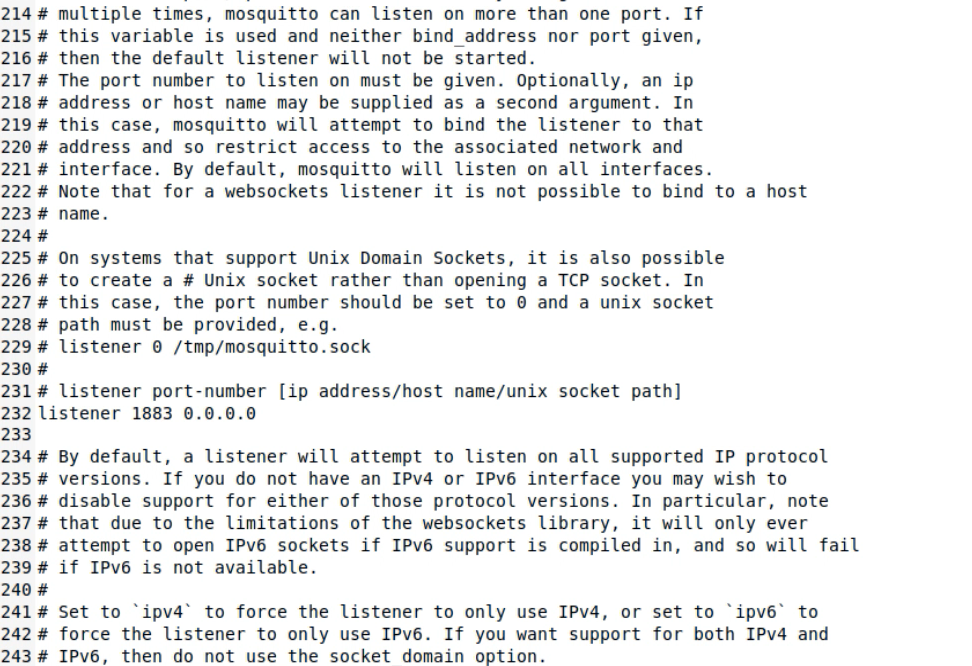 214 # multiple times, mosquitto can listen on more than one port. If
215 # this variable is used and neither bind_address nor port given,
216 # then the default listener will not be started.
217 # The port number to listen on must be given. Optionally, an ip
218 # address or host name may be supplied as a second argument. In
219 # this case, mosquitto will attempt to bind the listener to that
220 # address and so restrict access to the associated network and
221 # interface. By default, mosquitto will listen on all interfaces.
222 # Note that for a websockets listener it is not possible to bind to a host
223 # name.
224 #
225 # On systems that support Unix Domain Sockets, it is also possible
226 # to create a # Unix socket rather than opening a TCP socket. In
227 # this case, the port number should be set to 0 and a unix socket
228 # path must be provided, e.g.
229 # listener 0 /tmp/mosquitto.sock
230 #
231 # listener port-number [ip address/host name/unix socket path]
232 listener 1883 0.0.0.0
233
234 # By default, a listener will attempt to listen on all supported IP protocol
235 # versions. If you do not have an IPv4 or IPv6 interface you may wish to
236 # disable support for either of those protocol versions. In particular, note
237 # that due to the limitations of the websockets library, it will only ever
238 # attempt to open IPv6 sockets if IPv6 support is compiled in, and so will fail
239 # if IPv6 is not available.
240 #
241 # Set to `ipv4` to force the listener to only use IPv4, or set to `ipv6` to
242 # force the listener to only use IPv6. If you want support for both IPv4 and
243 # IPv6, then do not use the socket_domain option.